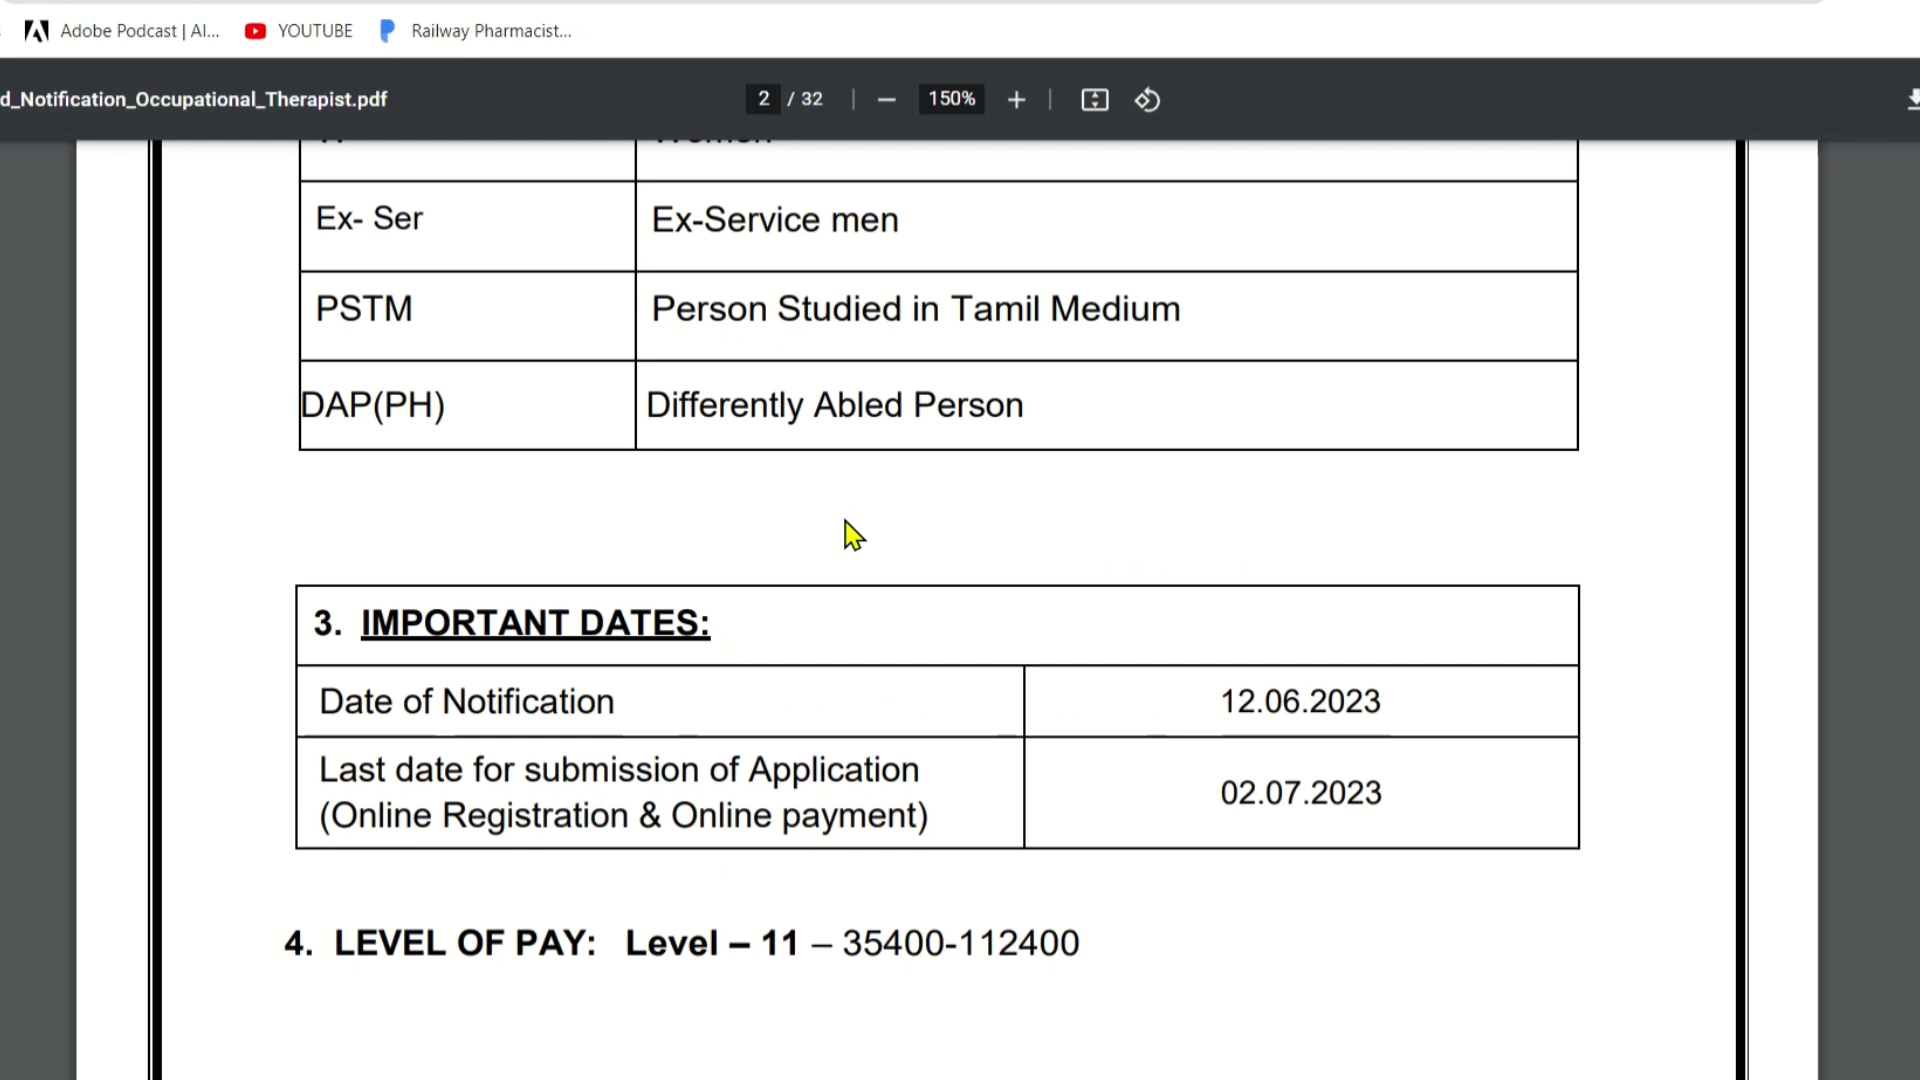 Adobe Podcast | AI...
YOUTUBE
Railway Pharmacist...
d_Notification_Occupational_Therapist.pdf
2 / 32
150%
Women
Ex- Ser
Ex-Service men
PSTM
Person Studied in Tamil Medium
DAP(PH)
Differently Abled Person
3. IMPORTANT DATES:
Date of Notification
12.06.2023
Last date for submission of Application
(Online Registration & Online payment)
02.07.2023
4. LEVEL OF PAY: Level – 11 – 35400-112400